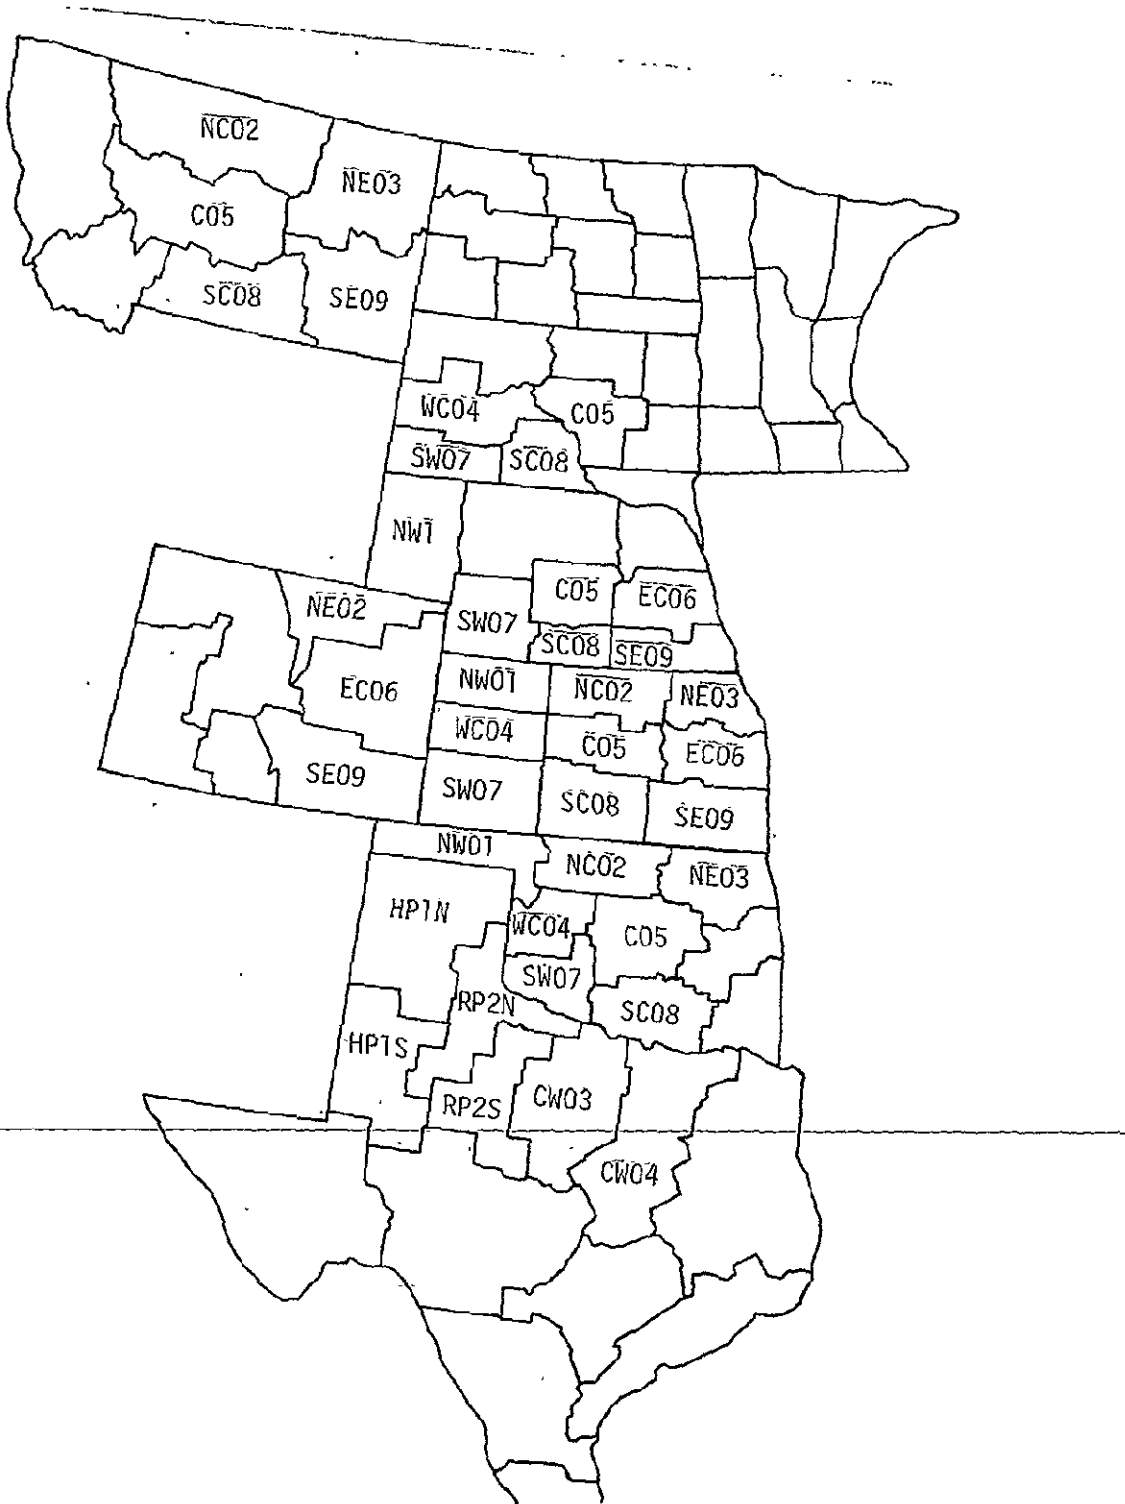 NC02
NE03
C05
SC08
SE09
WC04
C05
SW07
SC08
NW1
NE02
C05
EC06
SW07
SC08
SE09
EC06
NW01
NC02
NE03
WC04
C05
EC06
SE09
SW07
SC08
SE09
NW01
NC02
NE03
HP1N
WC04
C05
SW07
RP2N
SC08
HP1S
RP2S
CW03
CW04